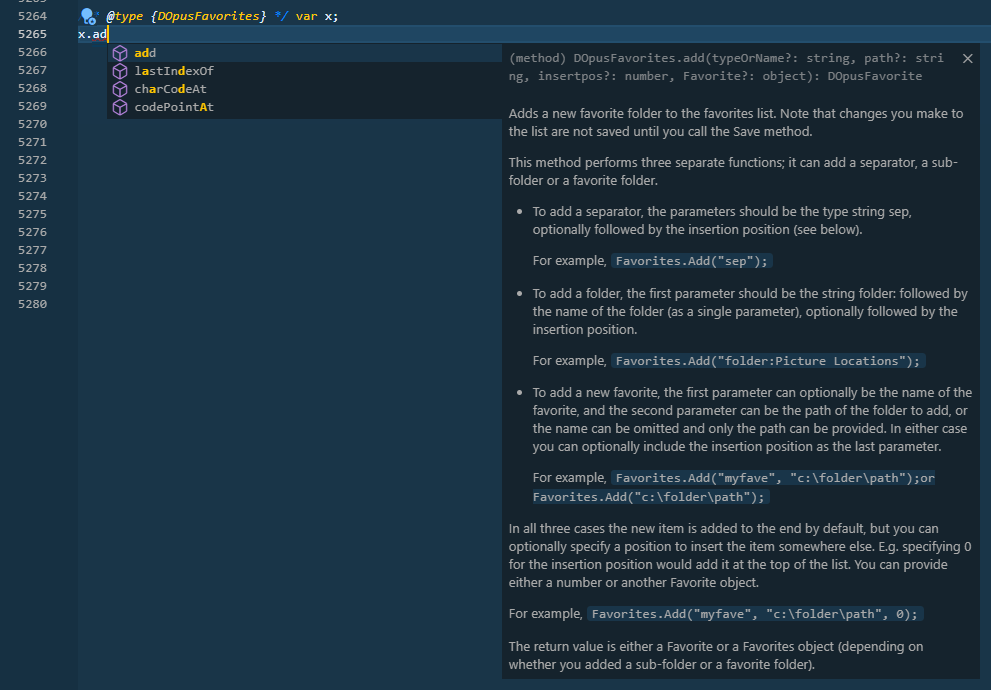 5264 @type {DOpusFavorites} */ var x;
5265 x.ad
5266 add
5267 lastIndexOf
5268 charCodeAt
5269 codePointAt
5270
5271
5272
5273
5274
5275
5276
5277
5278
5279
5280
(method) DOpusFavorites.add(typeOrName?: string, path?: stri
ng, insertpos?: number, Favorite?: object): DOpusFavorite
Adds a new favorite folder to the favorites list. Note that changes you make to
the list are not saved until you call the Save method.
This method performs three separate functions; it can add a separator, a sub-
folder or a favorite folder.
• To add a separator, the parameters should be the type string sep,
optionally followed by the insertion position (see below).
For example, Favorites.Add("sep");
• To add a folder, the first parameter should be the string folder: followed by
the name of the folder (as a single parameter), optionally followed by the
insertion position.
For example, Favorites.Add("folder:Picture Locations");
• To add a new favorite, the first parameter can optionally be the name of the
favorite, and the second parameter can be the path of the folder to add, or
the name can be omitted and only the path can be provided. In either case
you can optionally include the insertion position as the last parameter.
For example, Favorites.Add("myfave", "c:\folder\path");or
Favorites.Add("c:\folder\path");
In all three cases the new item is added to the end by default, but you can
optionally specify a position to insert the item somewhere else. E.g. specifying 0
for the insertion position would add it at the top of the list. You can provide
either a number or another Favorite object.
For example, Favorites.Add("myfave", "c:\folder\path", 0);
The return value is either a Favorite or a Favorites object (depending on
whether you added a sub-folder or a favorite folder).